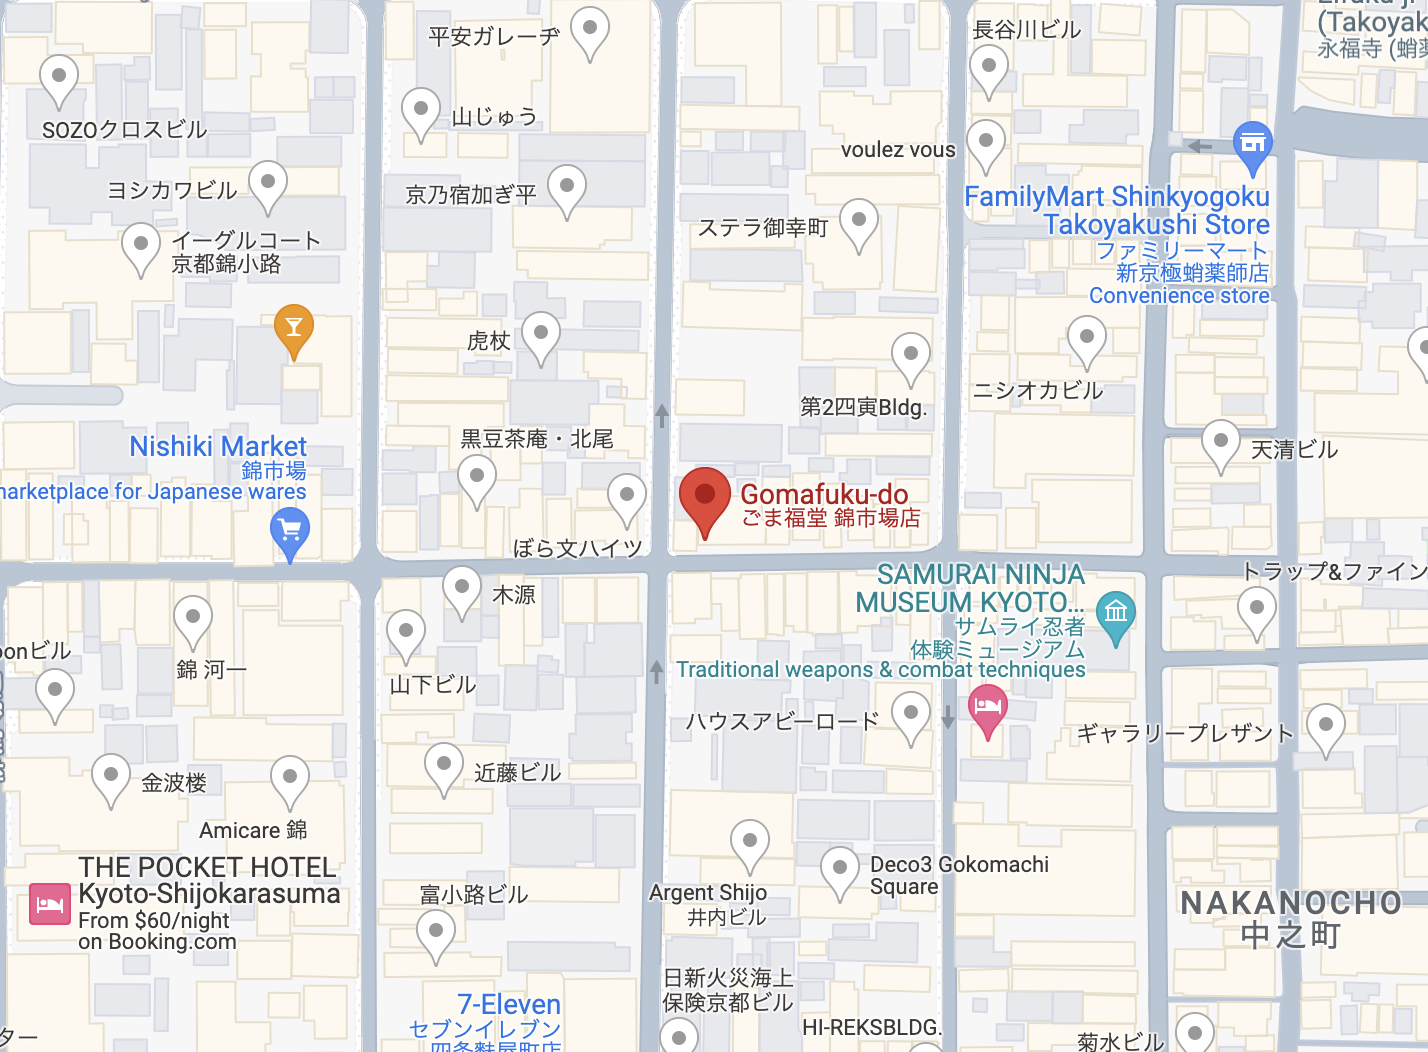 (Takoyak
永福寺 (蛸薬
平安ガレーヂ
長谷川ビル
山じゅう
SOZOクロスビル
voulez vous
ヨシカワビル
京乃宿加ぎ平
FamilyMart Shinkyogoku
Takoyakushi Store
ファミリーマート
新京極蛸薬師店
Convenience store
ステラ御幸町
イーグルコート
京都錦小路
虎杖
ニシオカビル
第2四寅Bldg.
Nishiki Market
錦市場
marketplace for Japanese wares
黒豆茶庵・北尾
天清ビル
Gomafuku-do
ごま福堂 錦市場店
ぼら文ハイツ
トラップ&ファイン
SAMURAI NINJA
MUSEUM KYOTO...
サムライ忍者
体験ミュージアム
Traditional weapons & combat techniques
木源
oonビル
錦 河一
山下ビル
ハウスアビーロード
ギャラリープレザント
金波楼
近藤ビル
Amicare 錦
THE POCKET HOTEL
Kyoto-Shijokarasuma
From $60/night
on Booking.com
富小路ビル
Argent Shijo
井内ビル
Deco3 Gokomachi
Square
NAKANOCHO
中之町
日新火災海上
保険京都ビル
7-Eleven
セブンイレブン
四条麩屋町店
HI-REKSBLDG.
菊水ビル
ター